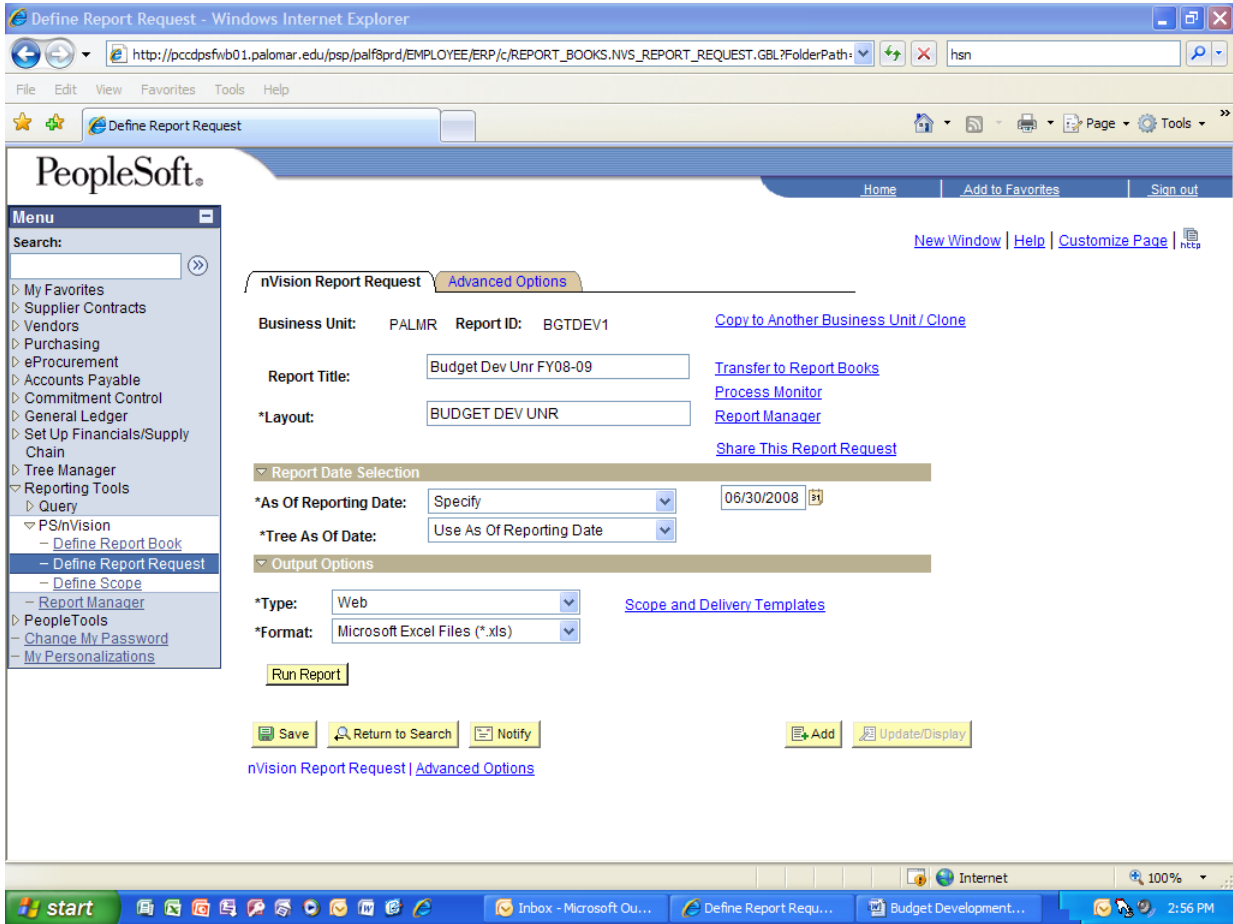 Define Report Request - Windows Internet Explorer
http://pccdpsfwb01.palomar.edu/psp/palf8prd/EMPLOYEE/ERP/c/REPORT_BOOKS.NVS_REPORT_REQUEST.GBL?FolderPath=
hsn
File Edit View Favorites Tools Help
Define Report Request
Page Tools
PeopleSoft®
Home Add to Favorites Sign out
Menu
New Window | Help | Customize Page | http
Search:
My Favorites
Supplier Contracts
Vendors
Purchasing
eProcurement
Accounts Payable
Commitment Control
General Ledger
Set Up Financials/Supply
Chain
Tree Manager
Reporting Tools
Query
PS/nVision
– Define Report Book
– Define Report Request
– Define Scope
– Report Manager
PeopleTools
– Change My Password
– My Personalizations
nVision Report Request Advanced Options
Business Unit: PALMR Report ID: BGTDEV1 Copy to Another Business Unit / Clone
Report Title: Budget Dev Unr FY08-09 Transfer to Report Books
Process Monitor
*Layout: BUDGET DEV UNR Report Manager
Share This Report Request
Report Date Selection
*As Of Reporting Date: Specify 06/30/2008 31
*Tree As Of Date: Use As Of Reporting Date
Output Options
*Type: Web Scope and Delivery Templates
*Format: Microsoft Excel Files (*.xls)
Run Report
Save Return to Search Notify Add Update/Display
nVision Report Request | Advanced Options
Internet 100%
start Inbox - Microsoft Ou... Define Report Requ... Budget Development... 2:56 PM